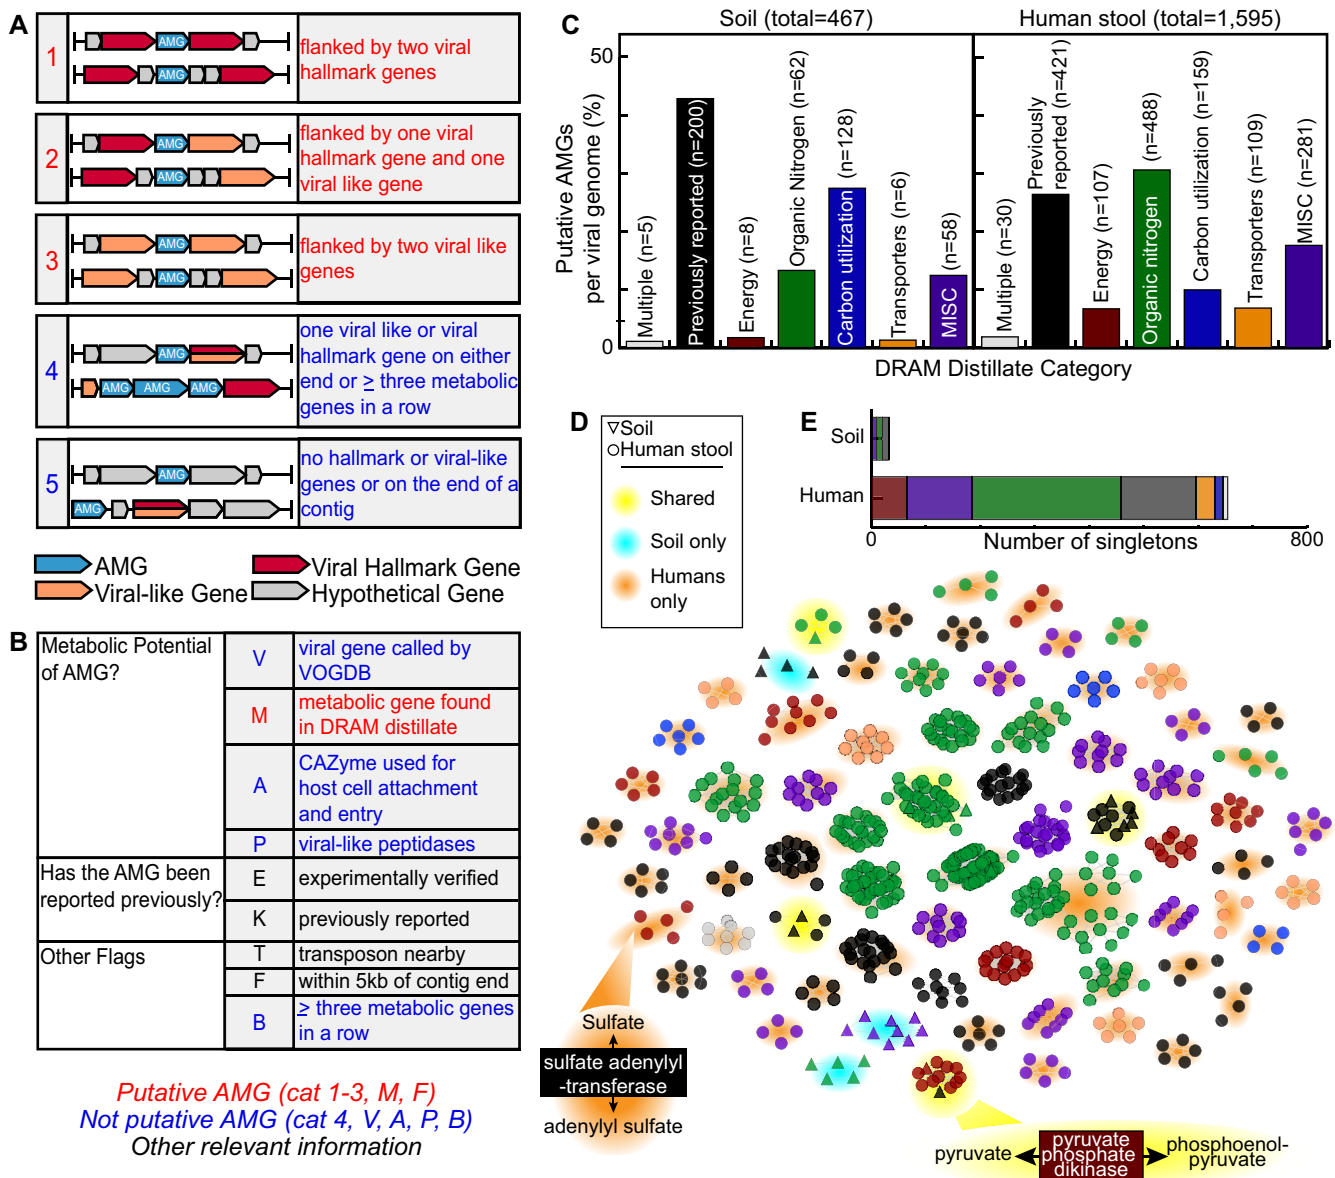 A
1
AMG
AMG
flanked by two viral
hallmark genes
2
AMG
AMG
flanked by one viral
hallmark gene and one
viral like gene
3
AMG
AMG
flanked by two viral like
genes
4
AMG
AMG AMG AMG
one viral like or viral
hallmark gene on either
end or ≥ three metabolic
genes in a row
5
AMG
AMG
no hallmark or viral-like
genes or on the end of a
contig
AMG
Viral Hallmark Gene
Viral-like Gene
Hypothetical Gene
B
Metabolic Potential
of AMG?
V
viral gene called by
VOGDB
M
metabolic gene found
in DRAM distillate
A
CAZyme used for
host cell attachment
and entry
P
viral-like peptidases
Has the AMG been
reported previously?
E
experimentally verified
K
previously reported
Other Flags
T
transposon nearby
F
within 5kb of contig end
B
≥ three metabolic genes
in a row
Putative AMG (cat 1-3, M, F)
Not putative AMG (cat 4, V, A, P, B)
Other relevant information
C
Soil (total=467)
Human stool (total=1,595)
Putative AMGs
per viral genome (%)
50
0
Multiple (n=5)
Previously reported (n=200)
Energy (n=8)
Organic Nitrogen (n=62)
Carbon utilization (n=128)
Transporters (n=6)
MISC (n=58)
Multiple (n=30)
Previously
reported (n=421)
Energy (n=107)
Organic nitrogen (n=488)
Carbon utilization (n=159)
Transporters (n=109)
MISC (n=281)
DRAM Distillate Category
D
Soil
Human stool
Shared
Soil only
Humans
only
E
Soil
Human
0
Number of singletons
800
Sulfate
sulfate adenylyl
-transferase
adenylyl sulfate
pyruvate
pyruvate
phosphate
dikinase
phosphoenol-
pyruvate